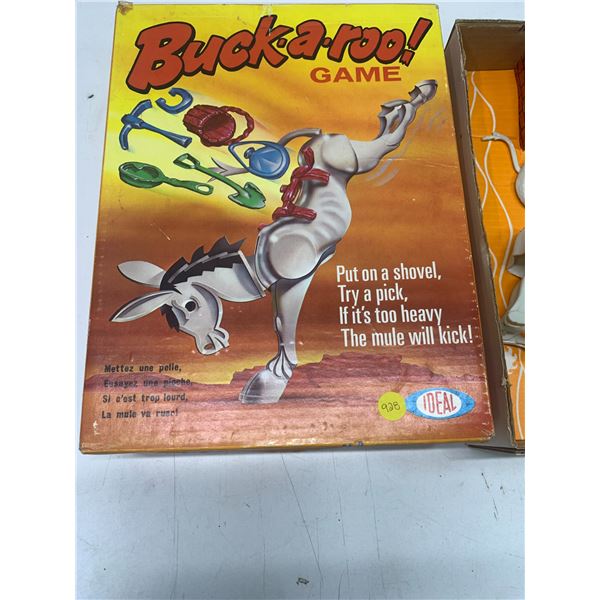 Buck-a-roo!
GAME
Put on a shovel,
Try a pick,
If it's too heavy
The mule will kick!
Mettez une pelle,
Essayez une pioche,
Si c'est trop lourd,
La mule va ruer!
928
IDEAL